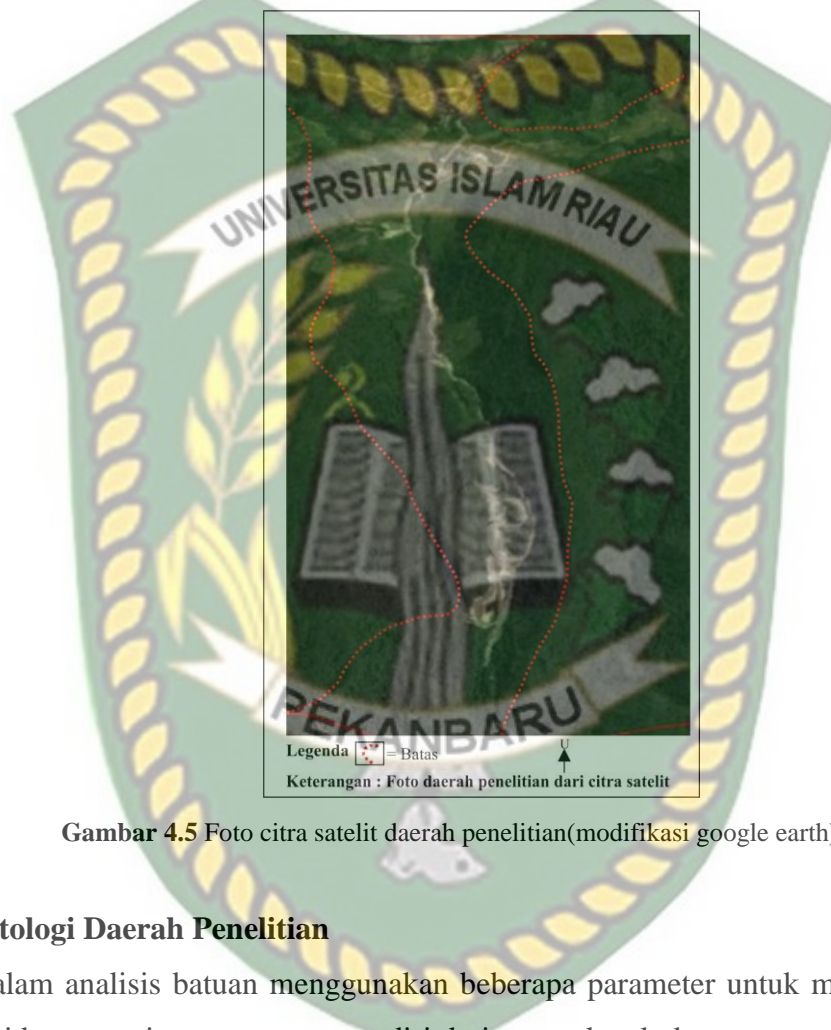 UNIVERSITAS ISLAM RIAU
PEKANBARU
Legenda = Batas
U
Keterangan : Foto daerah penelitian dari citra satelit
Gambar 4.5 Foto citra satelit daerah penelitian(modifikasi google earth)
tologi Daerah Penelitian
alam analisis batuan menggunakan beberapa parameter untuk m